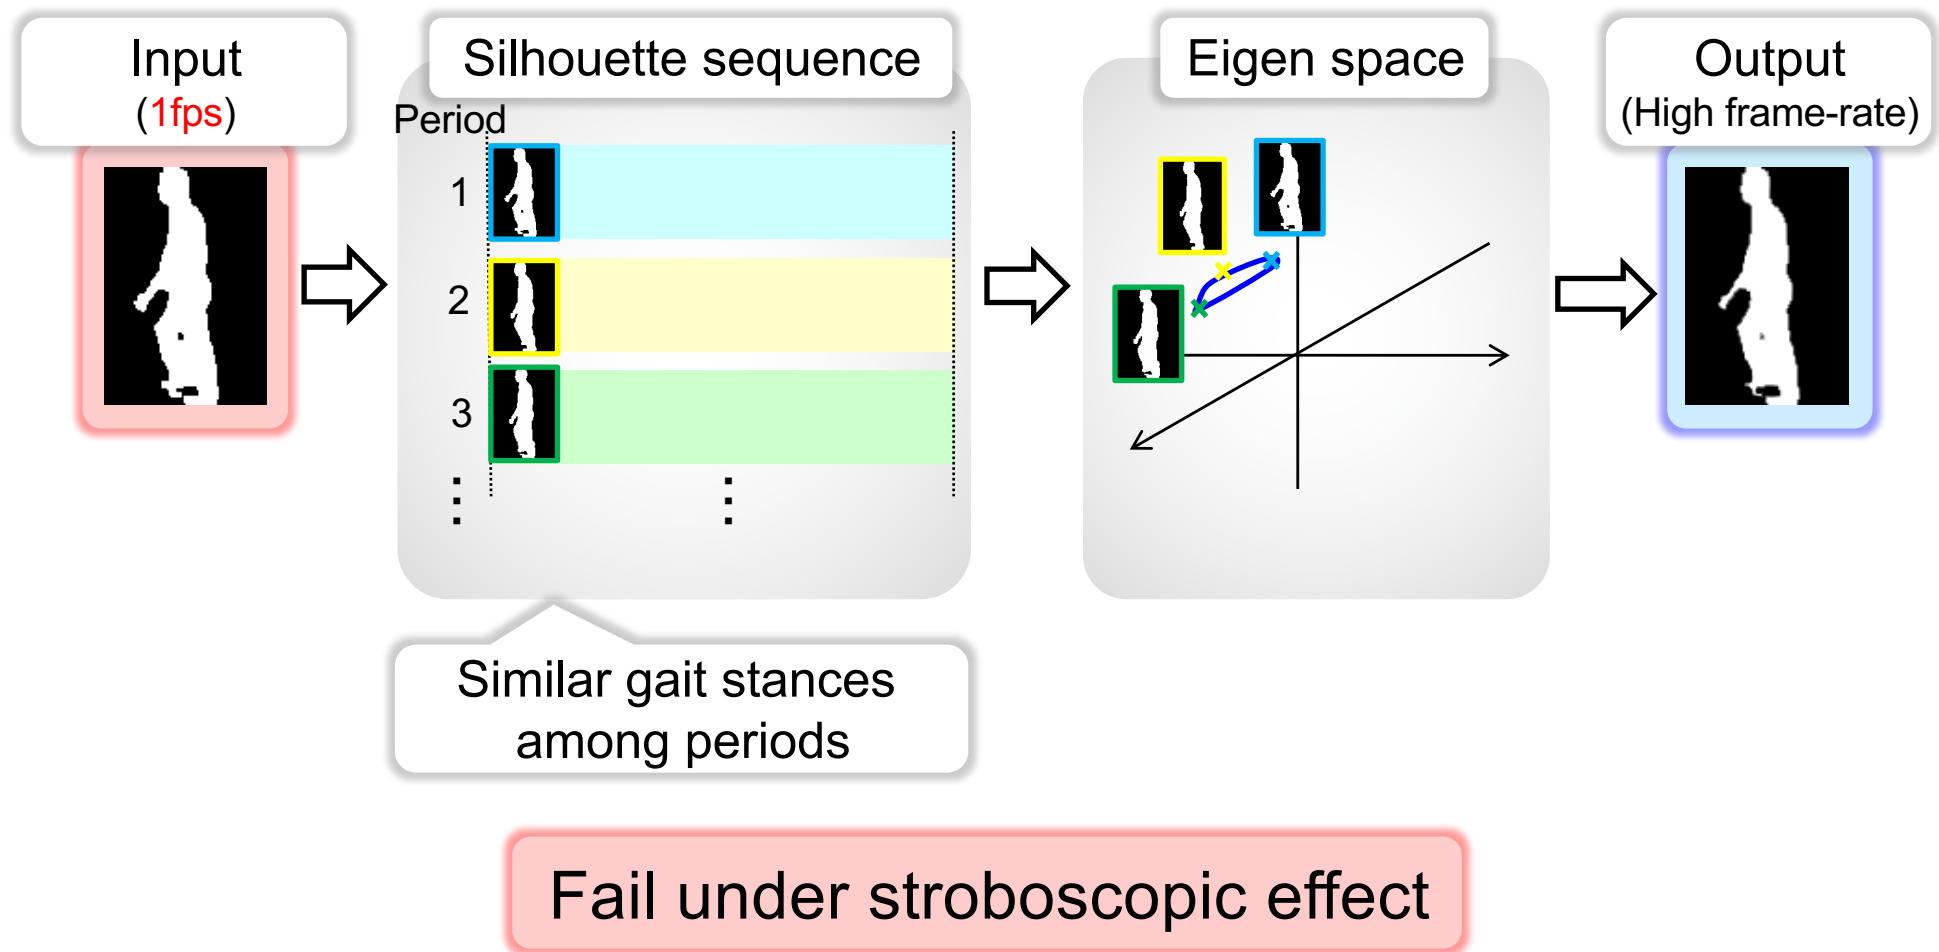 Input
(1fps)
Silhouette sequence
Eigen space
Output
(High frame-rate)
Period
1
2
3
⋮
⋮
Similar gait stances
among periods
Fail under stroboscopic effect